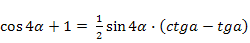 cos 4α + 1 = 1/2 sin 4α · (ctgα − tgα)